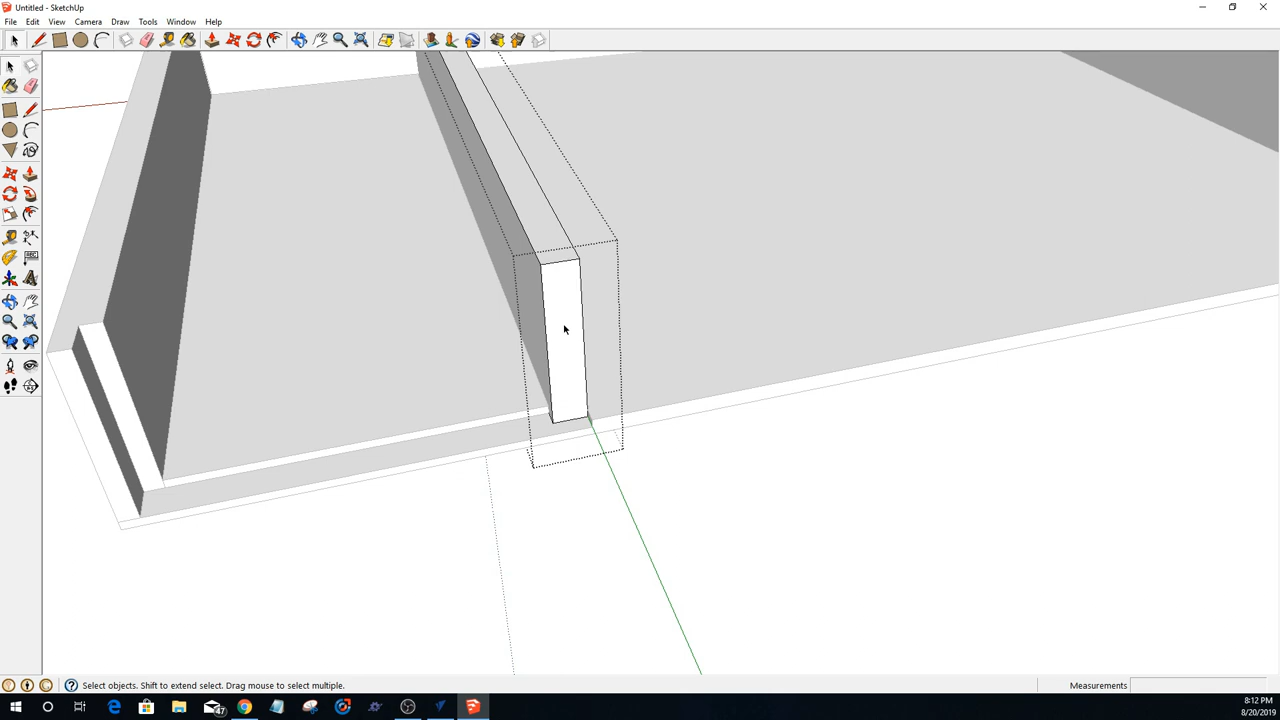 Untitled - SketchUp
File Edit View Camera Draw Tools Window Help
Select objects. Shift to extend select. Drag mouse to select multiple.
Measurements
47
8:12 PM
8/20/2019